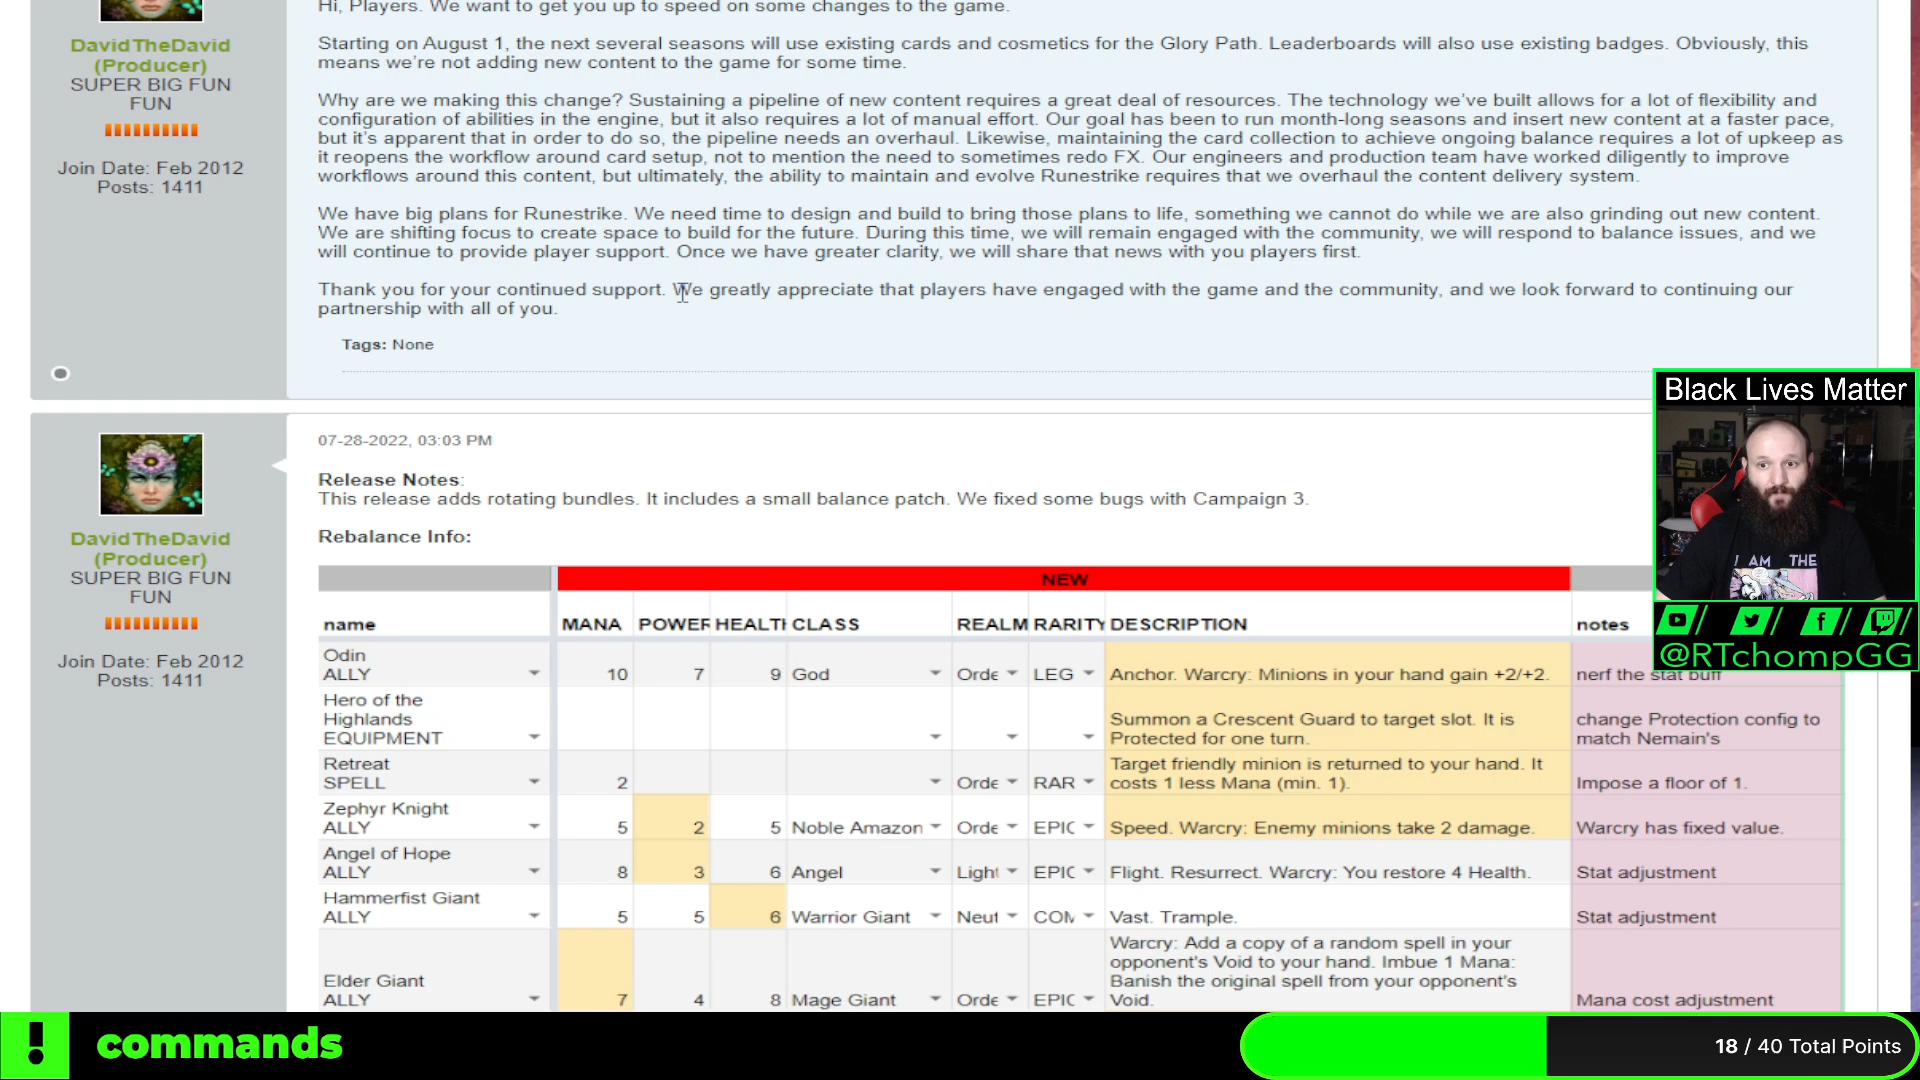 Hi, Players. We want to get you up to speed on some changes to the game.
DavidTheDavid
(Producer)
SUPER BIG FUN
FUN
Join Date: Feb 2012
Posts: 1411
Starting on August 1, the next several seasons will use existing cards and cosmetics for the Glory Path. Leaderboards will also use existing badges. Obviously, this
means we're not adding new content to the game for some time.
Why are we making this change? Sustaining a pipeline of new content requires a great deal of resources. The technology we've built allows for a lot of flexibility and
configuration of abilities in the engine, but it also requires a lot of manual effort. Our goal has been to run month-long seasons and insert new content at a faster pace,
but it's apparent that in order to do so, the pipeline needs an overhaul. Likewise, maintaining the card collection to achieve ongoing balance requires a lot of upkeep as
it reopens the workflow around card setup, not to mention the need to sometimes redo FX. Our engineers and production team have worked diligently to improve
workflows around this content, but ultimately, the ability to maintain and evolve Runestrike requires that we overhaul the content delivery system.
We have big plans for Runestrike. We need time to design and build to bring those plans to life, something we cannot do while we are also grinding out new content.
We are shifting focus to create space to build for the future. During this time, we will remain engaged with the community, we will respond to balance issues, and we
will continue to provide player support. Once we have greater clarity, we will share that news with you players first.
Thank you for your continued support. We greatly appreciate that players have engaged with the game and the community, and we look forward to continuing our
partnership with all of you.
Tags: None
DavidTheDavid
(Producer)
SUPER BIG FUN
FUN
Join Date: Feb 2012
Posts: 1411
07-28-2022, 03:03 PM
Release Notes:
This release adds rotating bundles. It includes a small balance patch. We fixed some bugs with Campaign 3.
Rebalance Info:
NEW
name MANA POWER HEALTH CLASS REALM RARITY DESCRIPTION notes
Odin
ALLY 10 7 9 God Orde LEG Anchor. Warcry: Minions in your hand gain +2/+2. nerf the stat buff
Hero of the
Highlands Summon a Crescent Guard to target slot. It is change Protection config to
EQUIPMENT Protected for one turn. match Nemain's
Retreat Target friendly minion is returned to your hand. It
SPELL 2 Orde RAR costs 1 less Mana (min. 1). Impose a floor of 1.
Zephyr Knight
ALLY 5 2 5 Noble Amazon Orde EPIC Speed. Warcry: Enemy minions take 2 damage. Warcry has fixed value.
Angel of Hope
ALLY 8 3 6 Angel Light EPIC Flight. Resurrect. Warcry: You restore 4 Health. Stat adjustment
Hammerfist Giant
ALLY 5 5 6 Warrior Giant Neut COM Vast. Trample. Stat adjustment
Warcry: Add a copy of a random spell in your
opponent's Void to your hand. Imbue 1 Mana:
Elder Giant Banish the original spell from your opponent's
ALLY 7 4 8 Mage Giant Orde EPIC Void. Mana cost adjustment
Black Lives Matter
I AM THE
@RTchompGG
! commands
18 / 40 Total Points